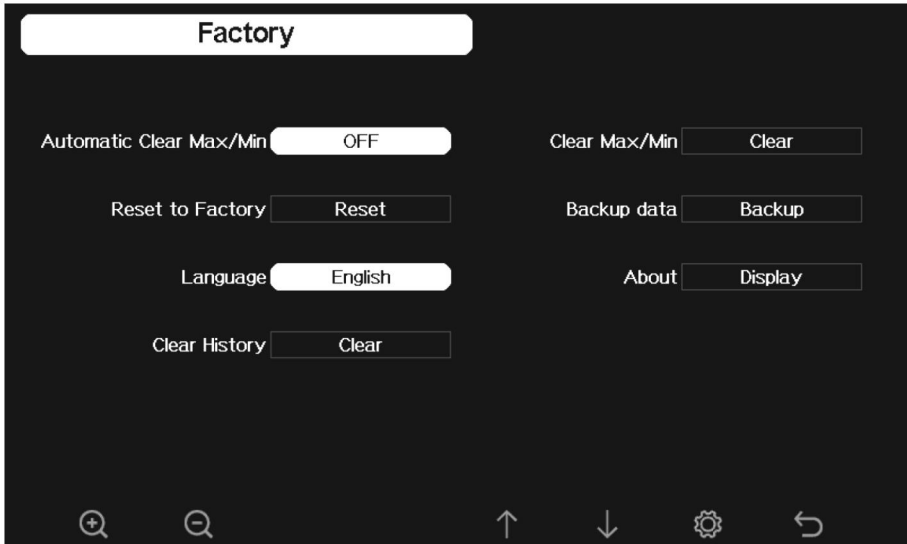 Factory
Automatic Clear Max/Min OFF Clear Max/Min Clear
Reset to Factory Reset Backup data Backup
Language English About Display
Clear History Clear